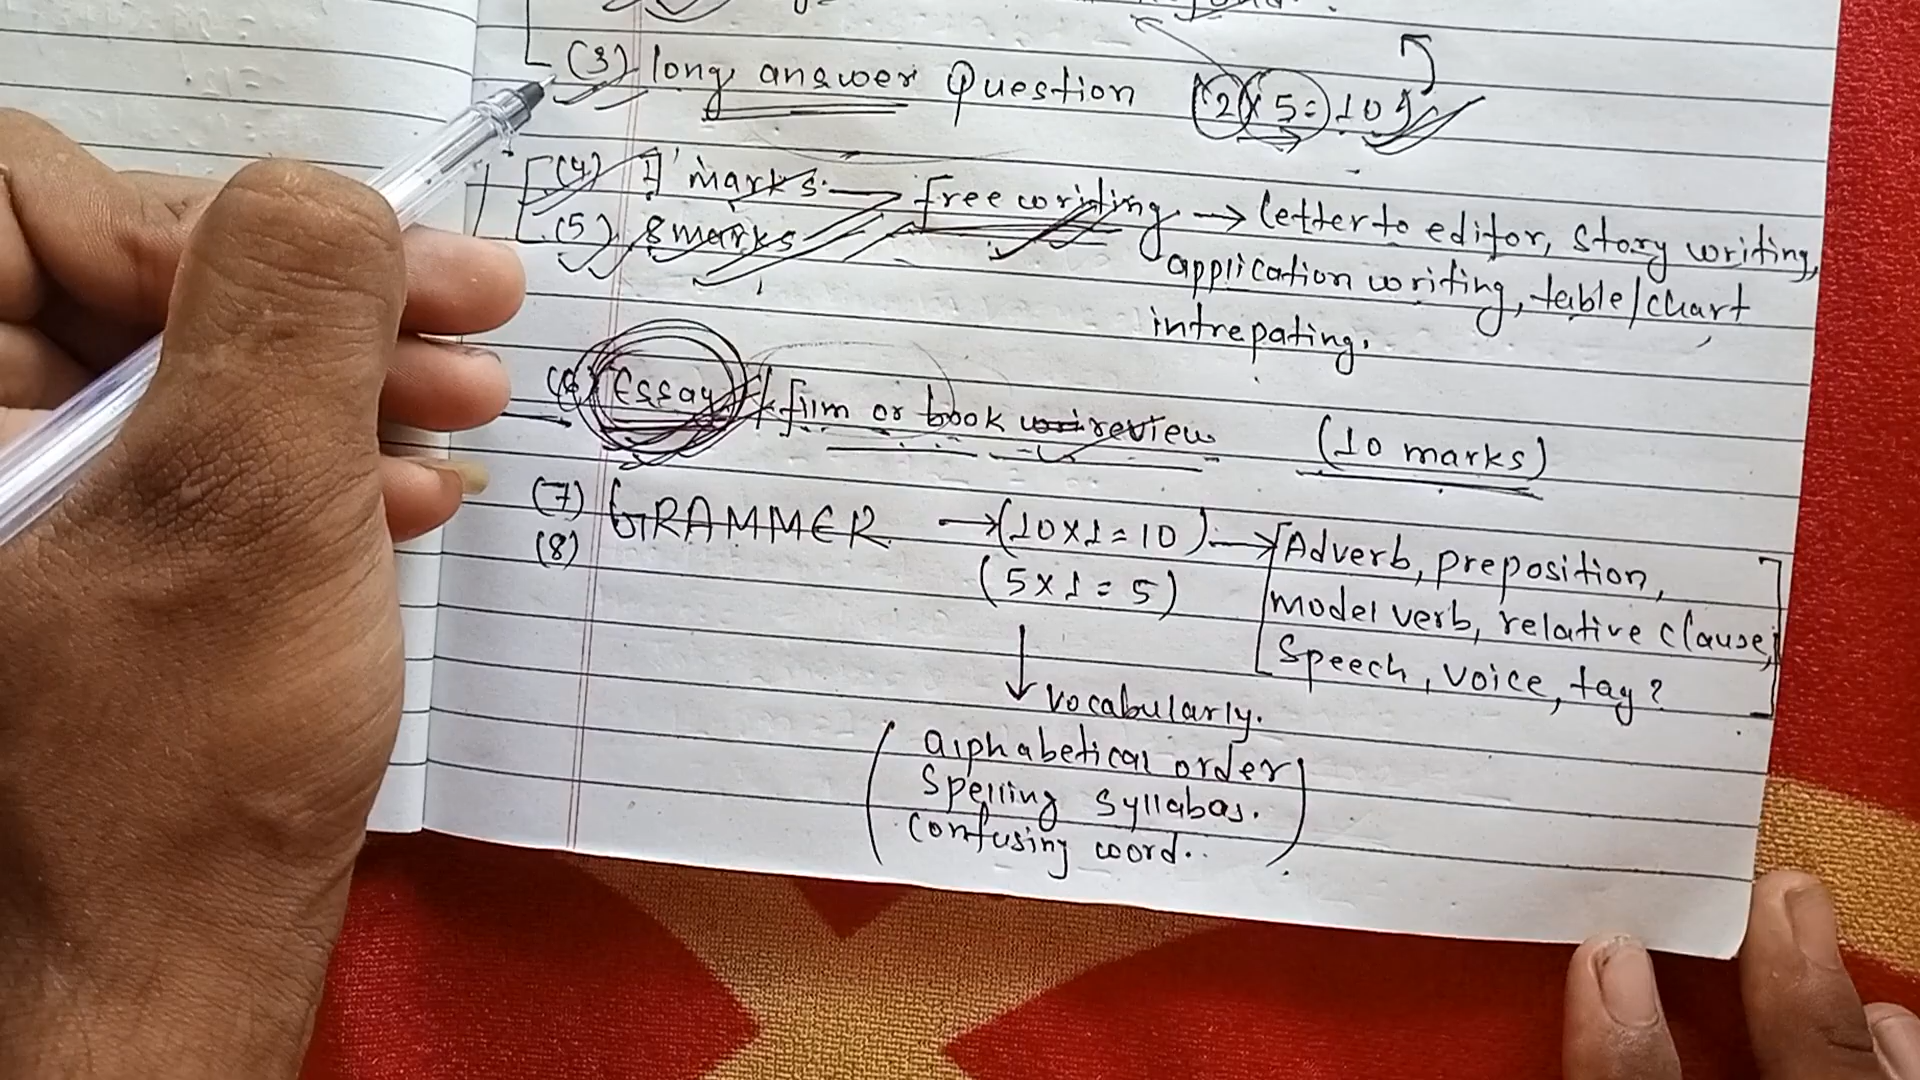 (3) long answer Question (2x5=10)
(4) 7 marks. → free writing → letter to editor, story writing,
(5) 8 marks
application writing, table/chart
intrepating.
(6) Essay / film or book review (10 marks)
(7) GRAMMER → (10x1=10) → Adverb, preposition,
(8) (5x1=5) model verb, relative clause,
Speech, voice, tag?
↓ vocabularly.
alphabetical order
spelling syllabas.
confusing word..